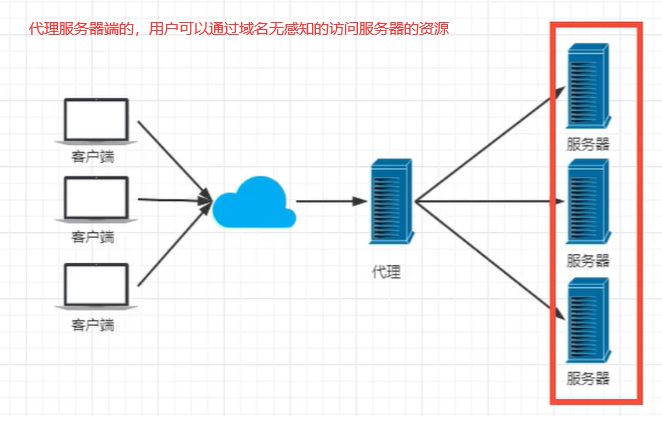 代理服务器端的，用户可以通过域名无感知的访问服务器的资源
客户端
客户端
客户端
代理
服务器
服务器
服务器